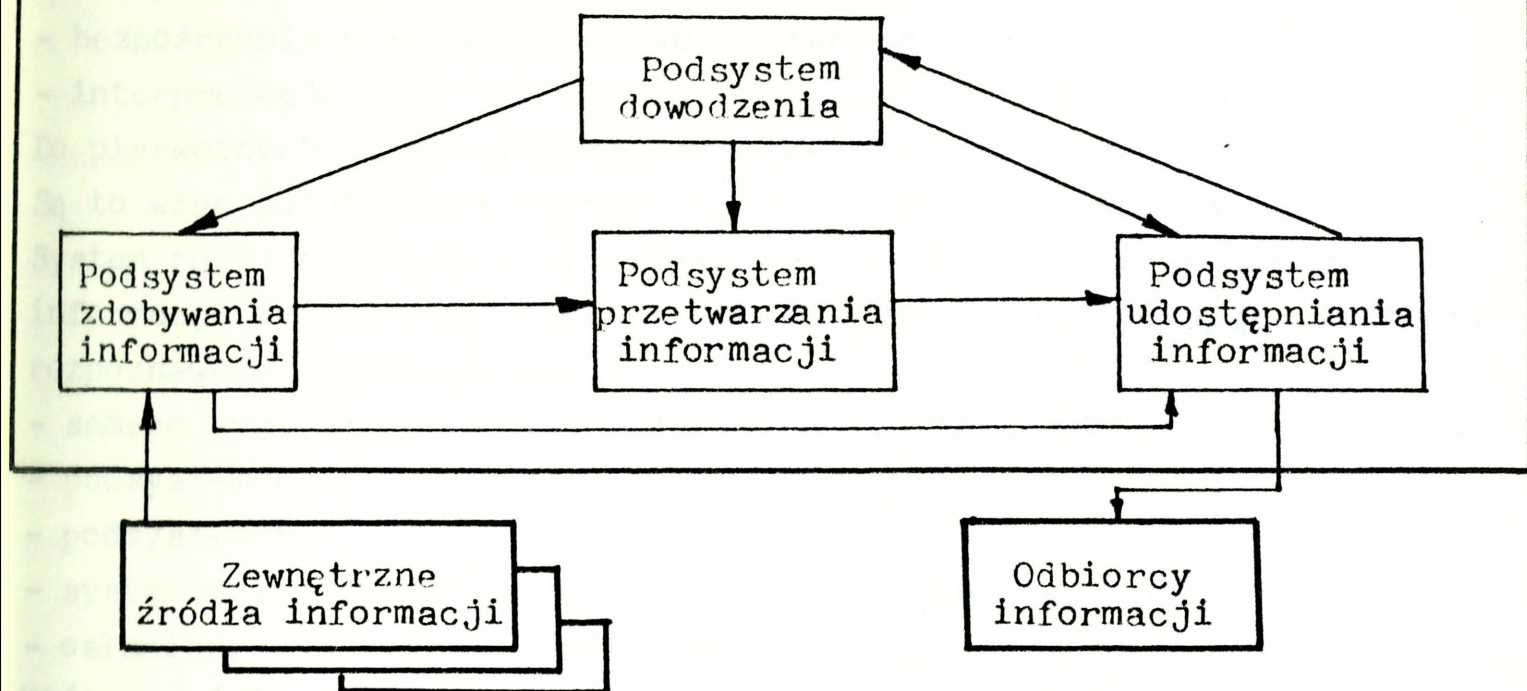 Podsystem
dowodzenia
Podsystem
zdobywania
informacji
Podsystem
przetwarzania
informacji
Podsystem
udostępniania
informacji
Zewnętrzne
źródła informacji
Odbiorcy
informacji